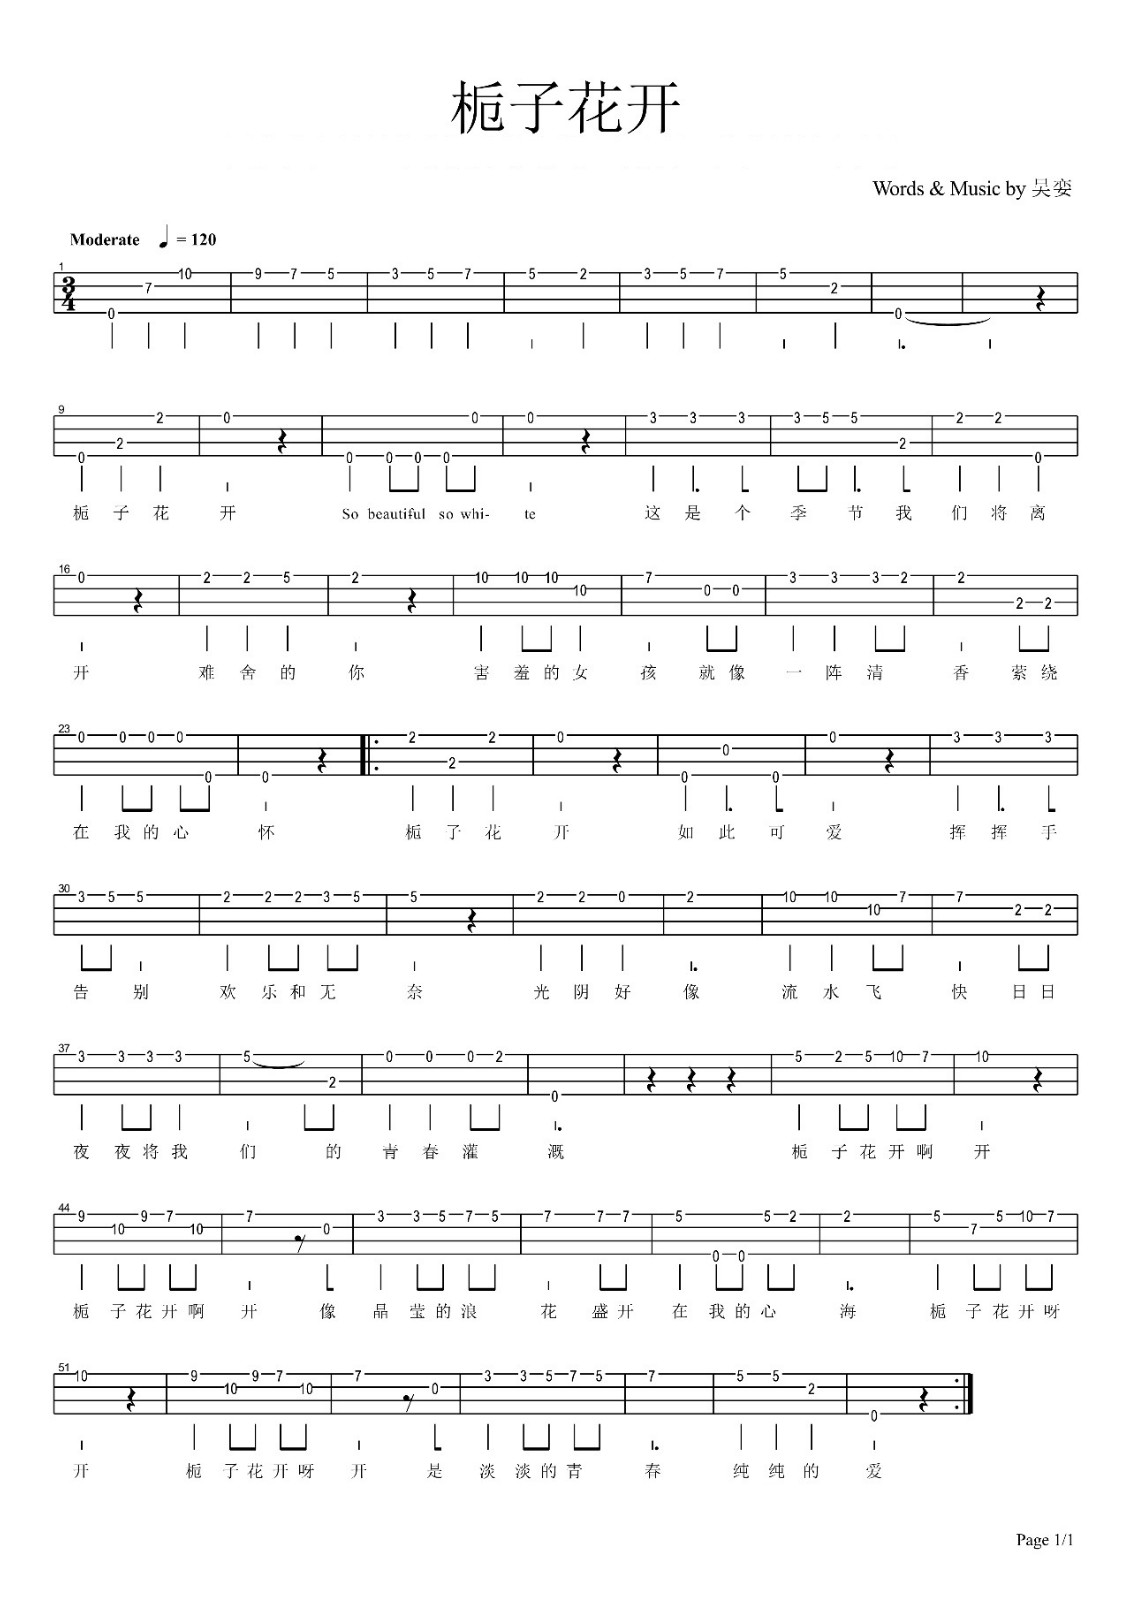 栀子花开
Words & Music by 吴娈
Moderate ♩ = 120
1
3 4
0 7 10 9 7 5 3 5 7 5 2 3 5 7 5 2 0
9
0 2 2 0 0 0 0 0 0 0 3 3 3 3 5 5 2 2 2 0
栀 子 花 开 So beautiful so whi- te 这 是 个 季 节 我 们 将 离
16
0 2 2 5 2 10 10 10 10 7 0 0 3 3 3 2 2 2 2
开 难 舍 的 你 害 羞 的 女 孩 就 像 一 阵 清 香 萦 绕
23
0 0 0 0 0 0 2 2 2 0 0 0 0 0 3 3 3
在 我 的 心 怀 栀 子 花 开 如 此 可 爱 挥 挥 手
30
3 5 5 2 2 2 3 5 5 2 2 0 2 10 10 10 7 7 2 2
告 别 欢 乐 和 无 奈 光 阴 好 像 流 水 飞 快 日 日
37
3 3 3 3 5 2 0 0 0 2 0 5 2 5 10 7 10
夜 夜 将 我 们 的 青 春 灌 溉 栀 子 花 开 啊 开
44
9 10 9 7 10 7 0 3 3 5 7 5 7 7 7 5 0 0 5 2 2 5 7 5 10 7
栀 子 花 开 啊 开 像 晶 莹 的 浪 花 盛 开 在 我 的 心 海 栀 子 花 开 呀
51
10 9 10 9 7 10 7 0 3 3 5 7 5 7 5 5 2 0
开 栀 子 花 开 呀 开 是 淡 淡 的 青 春 纯 纯 的 爱
Page 1/1